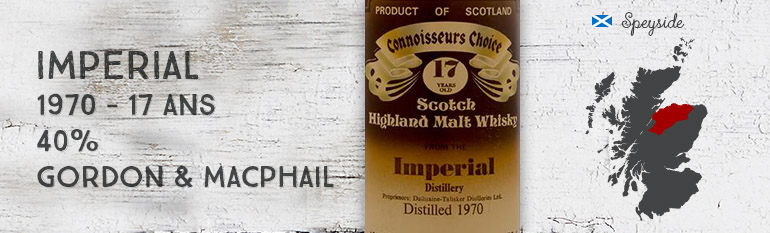 IMPERIAL
1970 - 17 ANS
40%
GORDON & MACPHAIL
PRODUCT OF SCOTLAND
Connoisseurs Choice
17
YEARS
OLD
Scotch
Highland Malt Whisky
FROM THE
Imperial
Distillery
Proprietors: Dailuaine-Talisker Distilleries Ltd.
Distilled 1970
Speyside